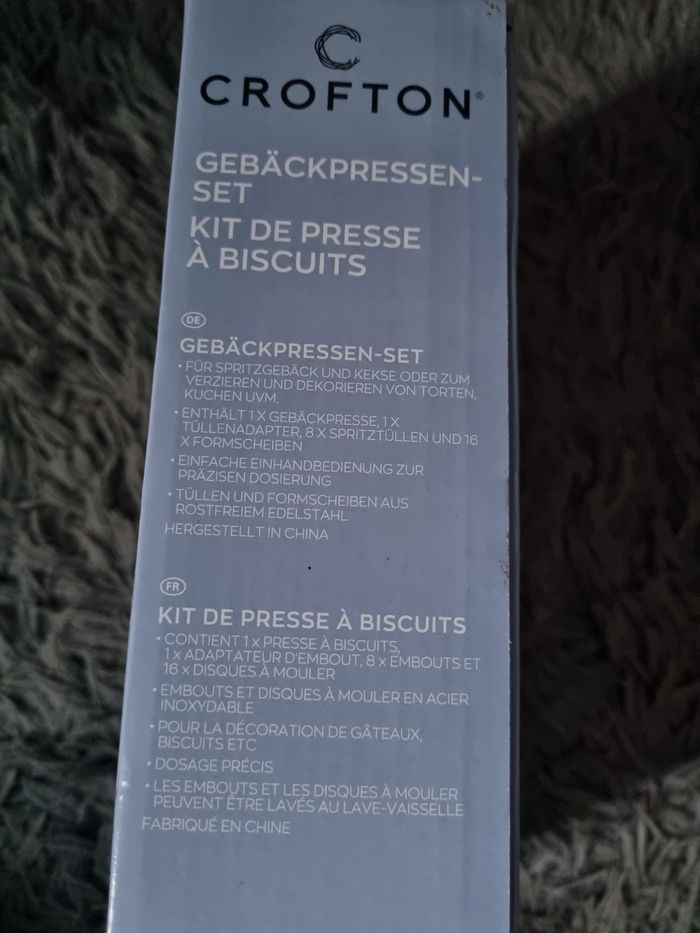 CROFTON®
GEBÄCKPRESSEN-
SET
KIT DE PRESSE
À BISCUITS
DE
GEBÄCKPRESSEN-SET
• FÜR SPRITZGEBÄCK UND KEKSE ODER ZUM
VERZIEREN UND DEKORIEREN VON TORTEN,
KUCHEN UVM.
• ENTHÄLT 1 X GEBÄCKPRESSE, 1 X
TÜLLENADAPTER, 8 X SPRITZTÜLLEN UND 16
X FORMSCHEIBEN
• EINFACHE EINHANDBEDIENUNG ZUR
PRÄZISEN DOSIERUNG
• TÜLLEN UND FORMSCHEIBEN AUS
ROSTFREIEM EDELSTAHL
HERGESTELLT IN CHINA
FR
KIT DE PRESSE À BISCUITS
• CONTIENT 1 x PRESSE À BISCUITS,
1 x ADAPTATEUR D'EMBOUT, 8 x EMBOUTS ET
16 x DISQUES À MOULER
• EMBOUTS ET DISQUES À MOULER EN ACIER
INOXYDABLE
• POUR LA DÉCORATION DE GÂTEAUX,
BISCUITS ETC
• DOSAGE PRÉCIS
• LES EMBOUTS ET LES DISQUES À MOULER
PEUVENT ÊTRE LAVÉS AU LAVE-VAISSELLE
FABRIQUÉ EN CHINE